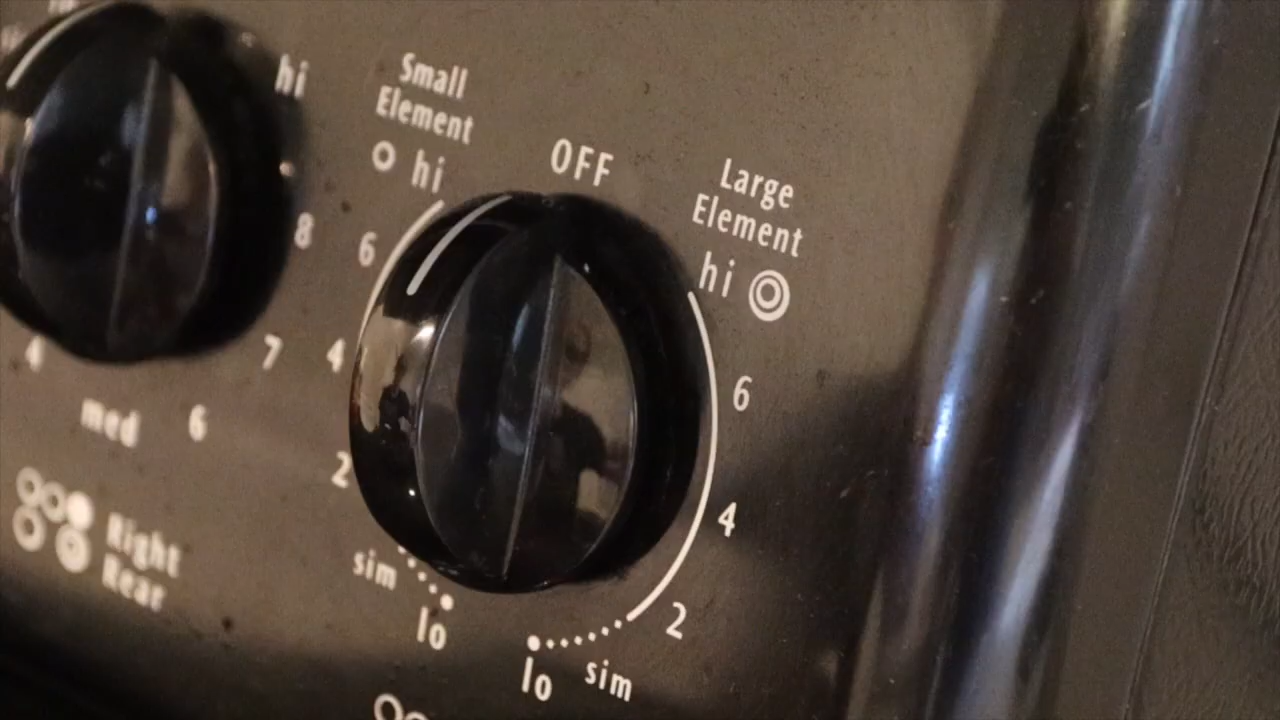 hi
8
7
6
med
4
Right
Rear
Small
Element
hi
6
4
2
sim
lo
OFF
Large
Element
hi
6
4
2
sim
lo